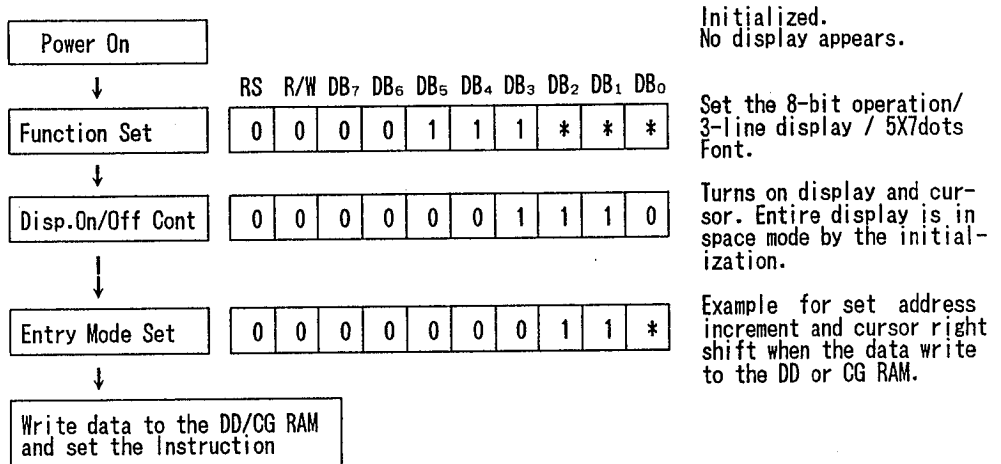 Power On
Initialized.
No display appears.
RS R/W DB₇ DB₆ DB₅ DB₄ DB₃ DB₂ DB₁ DB₀
Function Set 0 0 0 0 1 1 1 * * *
Set the 8-bit operation/
3-line display / 5X7dots
Font.
Disp.On/Off Cont 0 0 0 0 0 0 1 1 1 0
Turns on display and cur-
sor. Entire display is in
space mode by the initial-
ization.
Entry Mode Set 0 0 0 0 0 0 0 1 1 *
Example for set address
increment and cursor right
shift when the data write
to the DD or CG RAM.
Write data to the DD/CG RAM
and set the Instruction